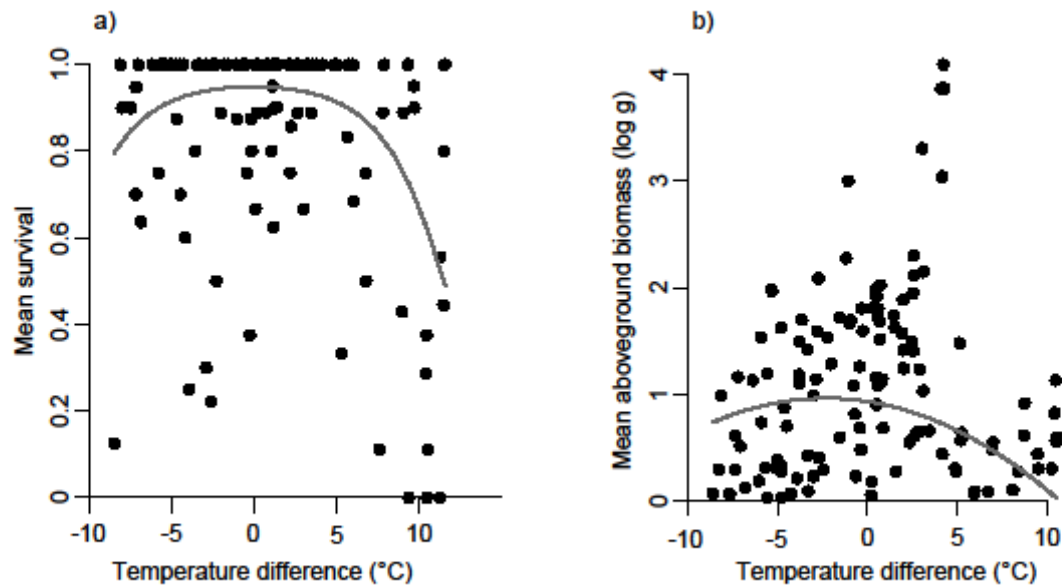 a)
1.0
0.8
0.6
0.4
0.2
0
Mean survival
-10 -5 0 5 10
Temperature difference (°C)
b)
4
3
2
1
0
Mean aboveground biomass (log g)
-10 -5 0 5 10
Temperature difference (°C)